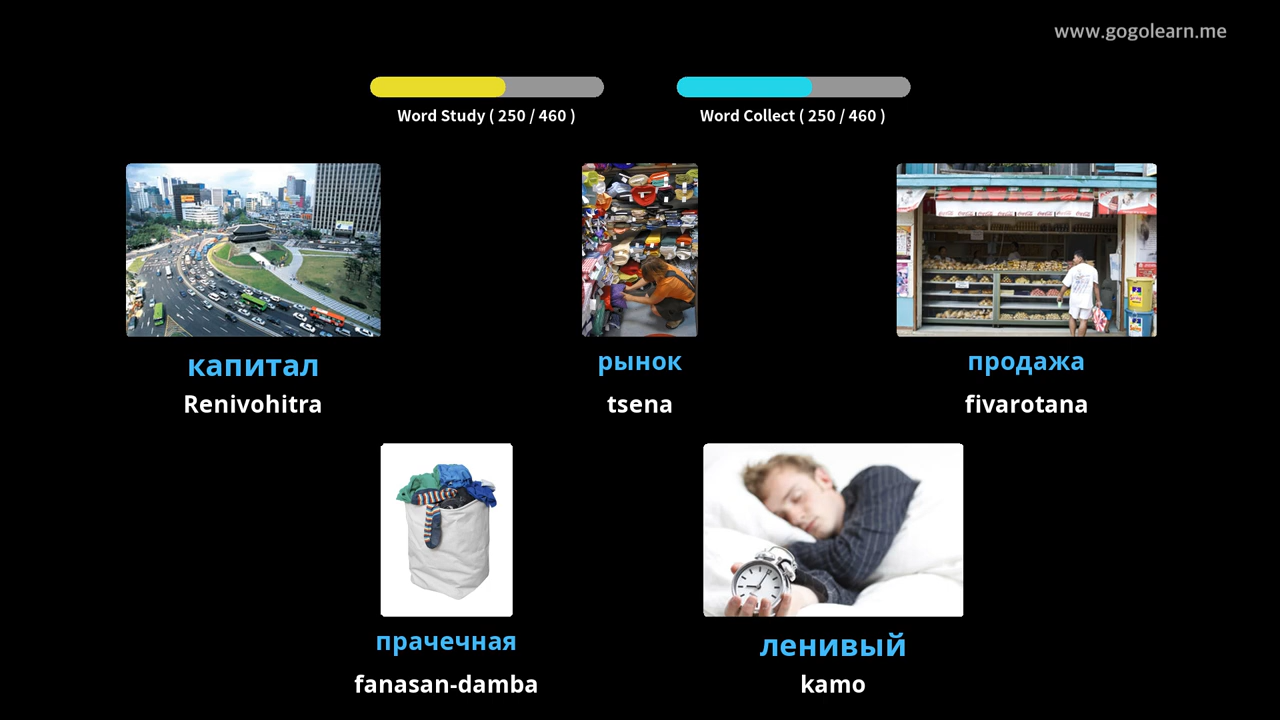 www.gogolearn.me
Word Study ( 250 / 460 )
Word Collect ( 250 / 460 )
капитал
Renivohitra
рынок
tsena
продажа
fivarotana
прачечная
fanasan-damba
ленивый
kamo